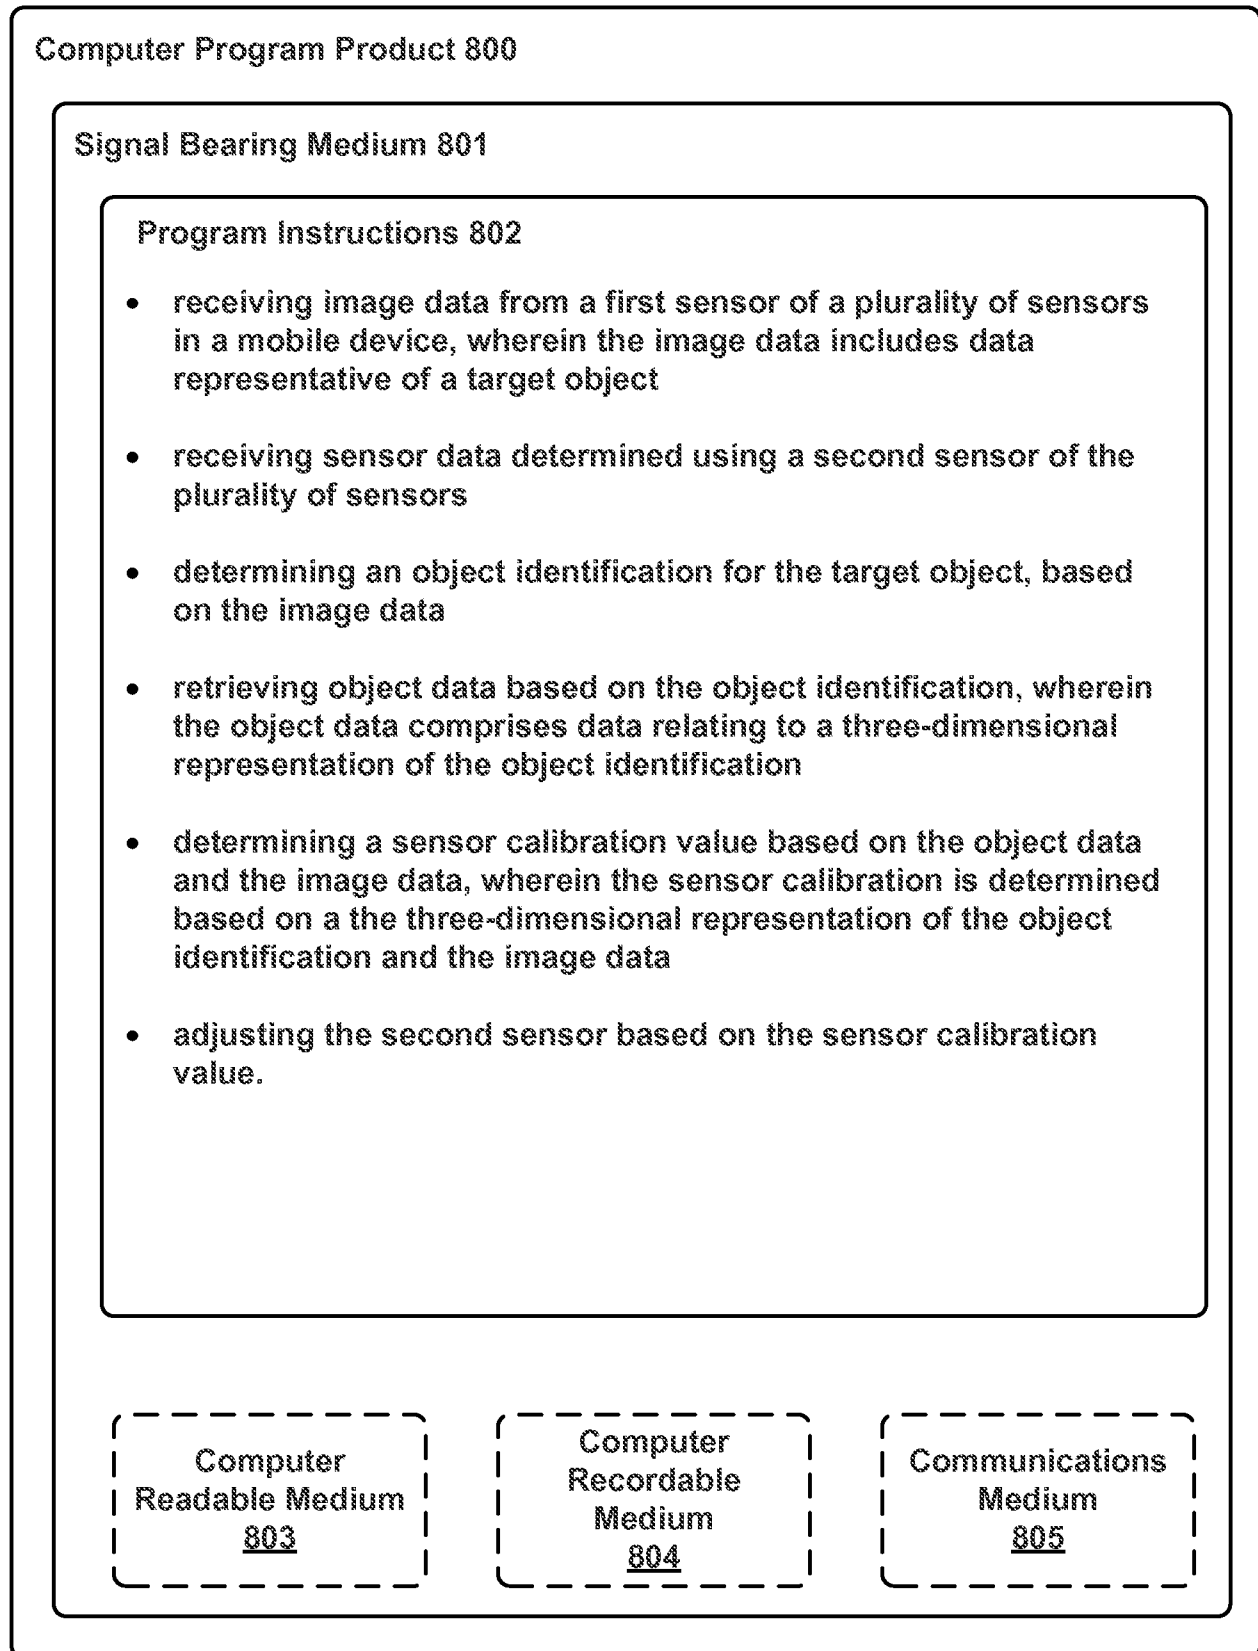 Computer Program Product 800
Signal Bearing Medium 801
Program Instructions 802
• receiving image data from a first sensor of a plurality of sensors
in a mobile device, wherein the image data includes data
representative of a target object
• receiving sensor data determined using a second sensor of the
plurality of sensors
• determining an object identification for the target object, based
on the image data
• retrieving object data based on the object identification, wherein
the object data comprises data relating to a three-dimensional
representation of the object identification
• determining a sensor calibration value based on the object data
and the image data, wherein the sensor calibration is determined
based on a the three-dimensional representation of the object
identification and the image data
• adjusting the second sensor based on the sensor calibration
value.
Computer
Readable Medium
803
Computer
Recordable
Medium
804
Communications
Medium
805